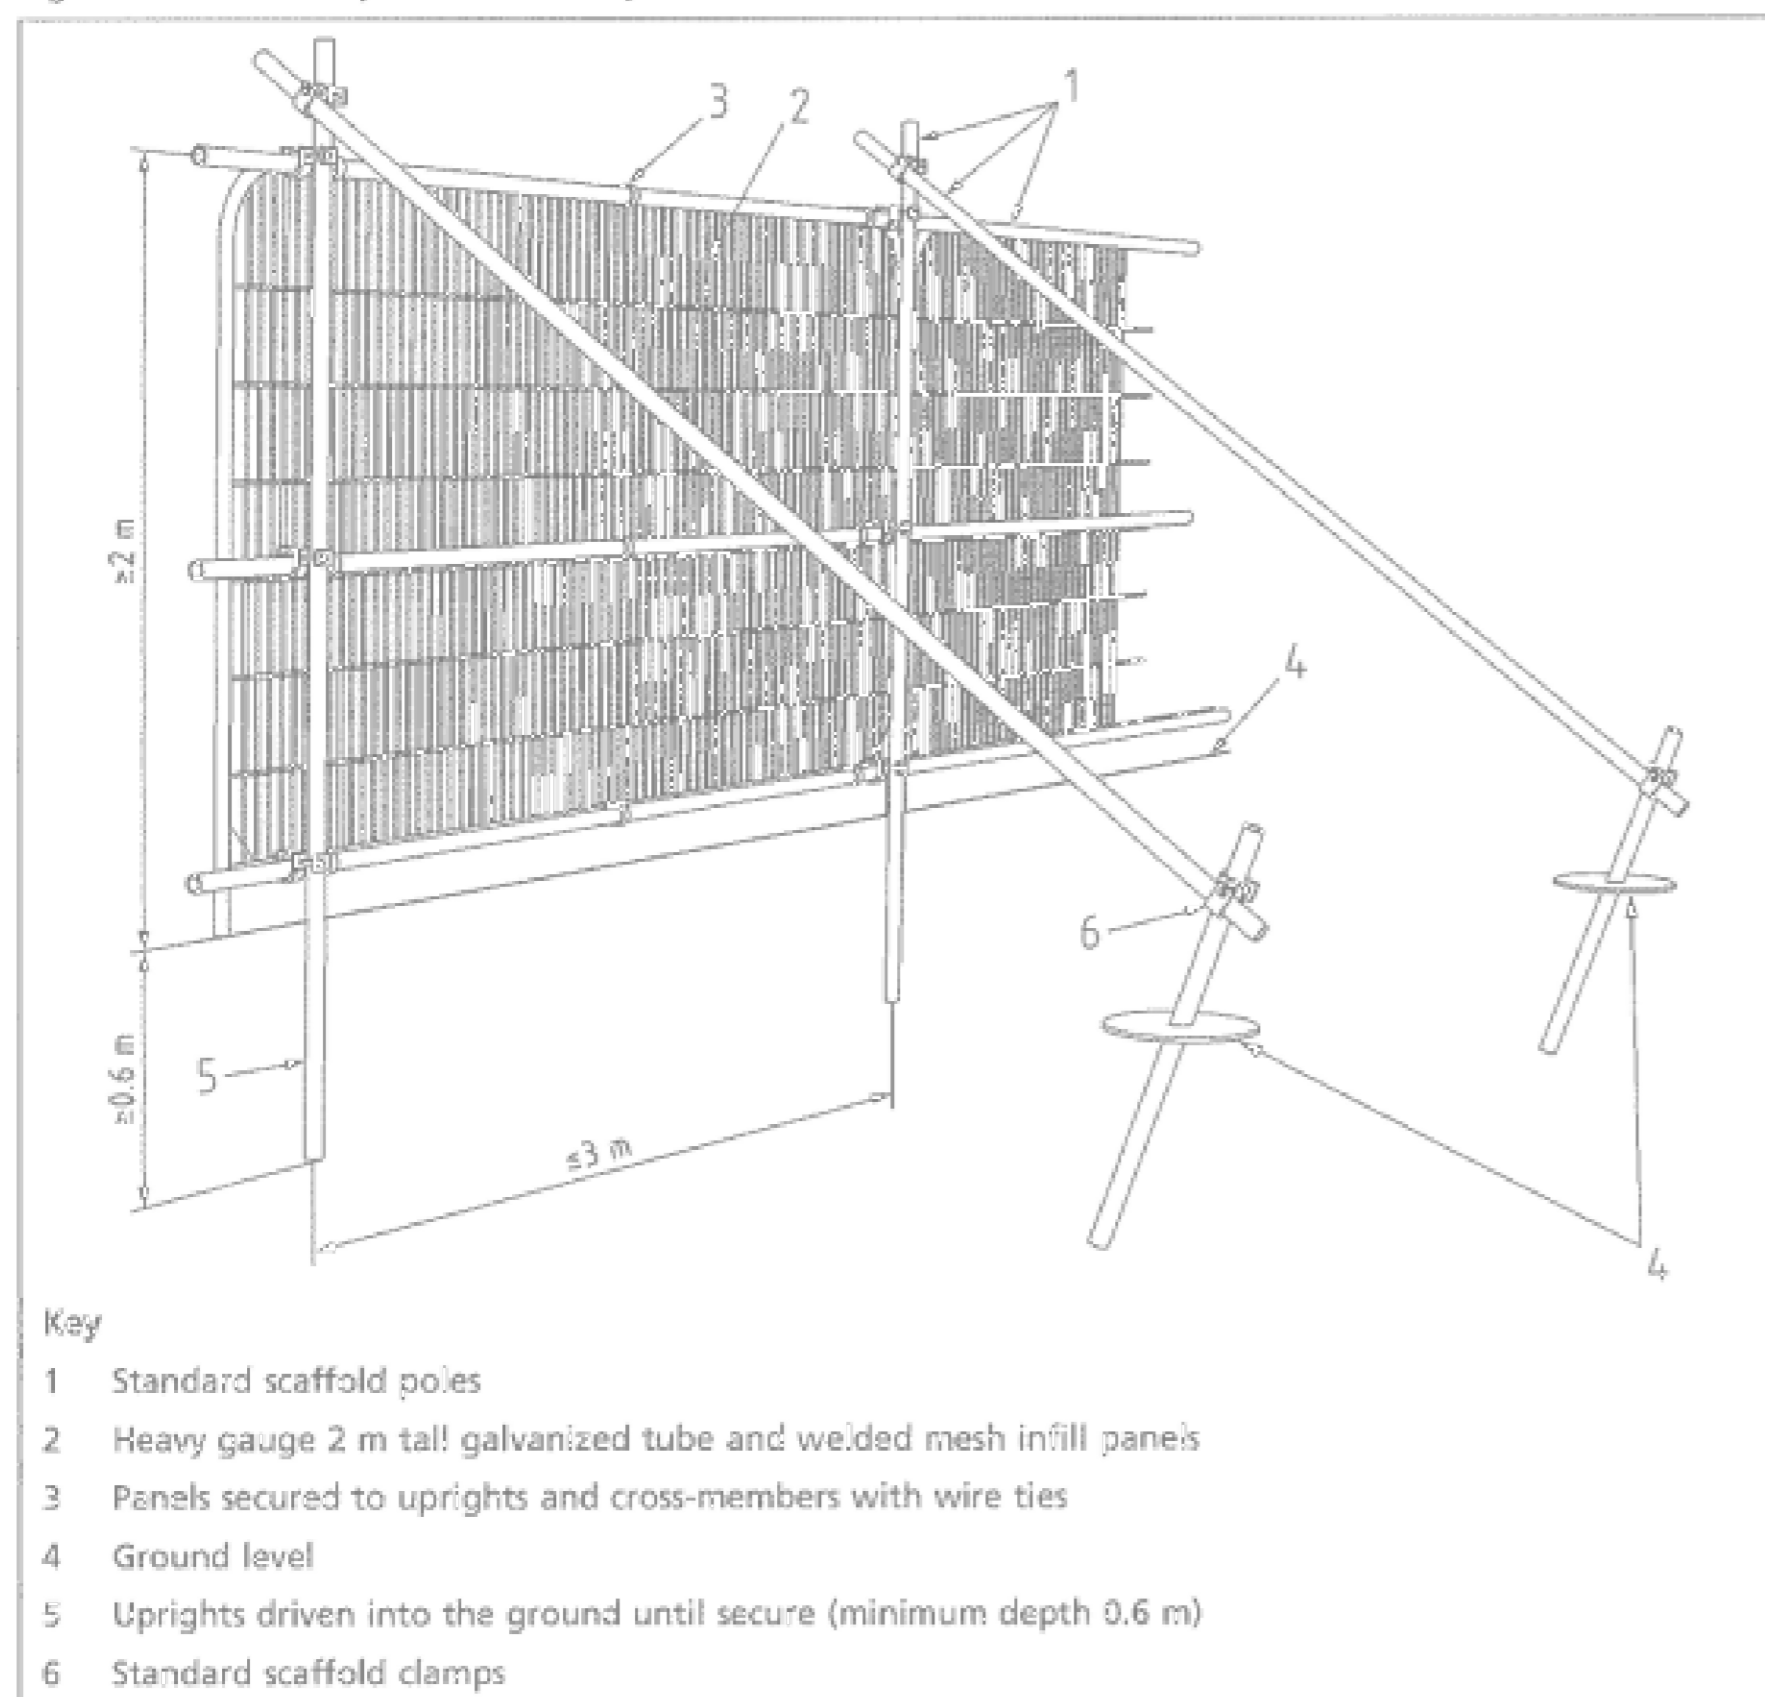 3
2
1
≥2 m
4
6
5
≥0.6 m
≤3 m
4
Key
1 Standard scaffold poles
2 Heavy gauge 2 m tall galvanized tube and welded mesh infill panels
3 Panels secured to uprights and cross-members with wire ties
4 Ground level
5 Uprights driven into the ground until secure (minimum depth 0.6 m)
6 Standard scaffold clamps